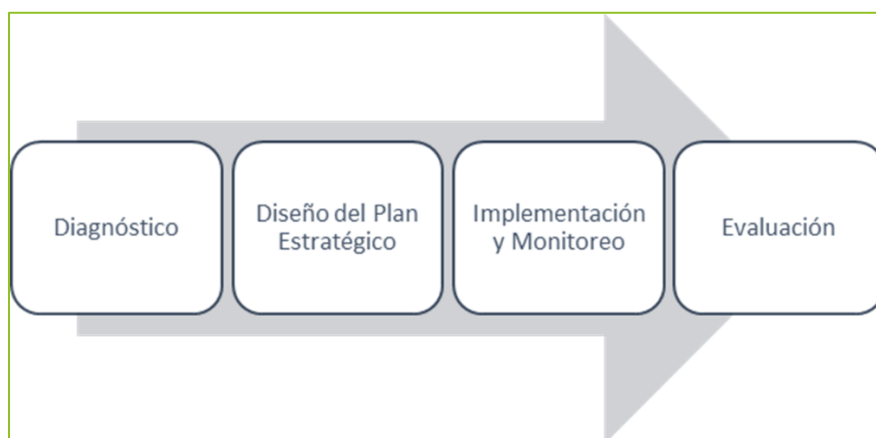 Diagnóstico
Diseño del Plan
Estratégico
Implementación
y Monitoreo
Evaluación